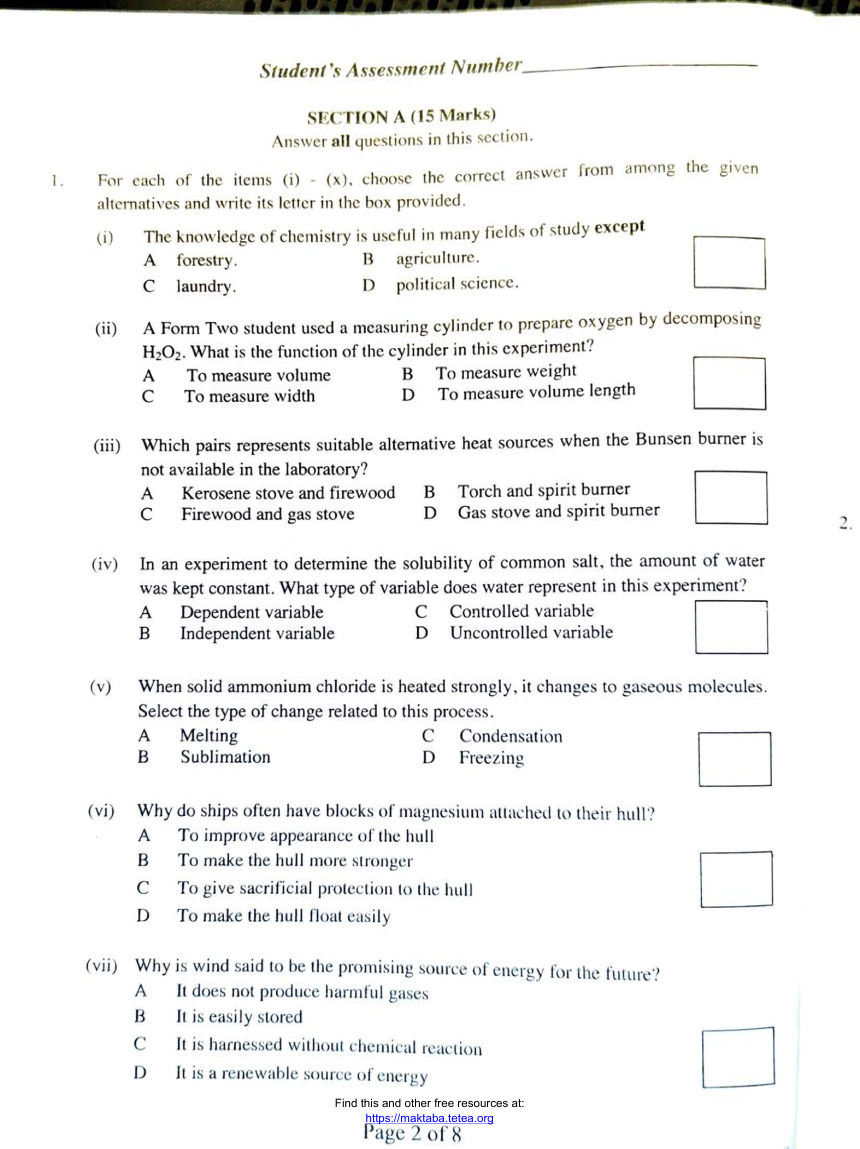 Student's Assessment Number
SECTION A (15 Marks)
Answer all questions in this section.
1. For each of the items (i) - (x), choose the correct answer from among the given
alternatives and write its letter in the box provided.
(i) The knowledge of chemistry is useful in many fields of study except
A forestry. B agriculture.
C laundry. D political science.
(ii) A Form Two student used a measuring cylinder to prepare oxygen by decomposing
H₂O₂. What is the function of the cylinder in this experiment?
A To measure volume B To measure weight
C To measure width D To measure volume length
(iii) Which pairs represents suitable alternative heat sources when the Bunsen burner is
not available in the laboratory?
A Kerosene stove and firewood B Torch and spirit burner
C Firewood and gas stove D Gas stove and spirit burner
2.
(iv) In an experiment to determine the solubility of common salt, the amount of water
was kept constant. What type of variable does water represent in this experiment?
A Dependent variable C Controlled variable
B Independent variable D Uncontrolled variable
(v) When solid ammonium chloride is heated strongly, it changes to gaseous molecules.
Select the type of change related to this process.
A Melting C Condensation
B Sublimation D Freezing
(vi) Why do ships often have blocks of magnesium attached to their hull?
A To improve appearance of the hull
B To make the hull more stronger
C To give sacrificial protection to the hull
D To make the hull float easily
(vii) Why is wind said to be the promising source of energy for the future?
A It does not produce harmful gases
B It is easily stored
C It is harnessed without chemical reaction
D It is a renewable source of energy
Find this and other free resources at:
https://maktaba.tetea.org
Page 2 of 8